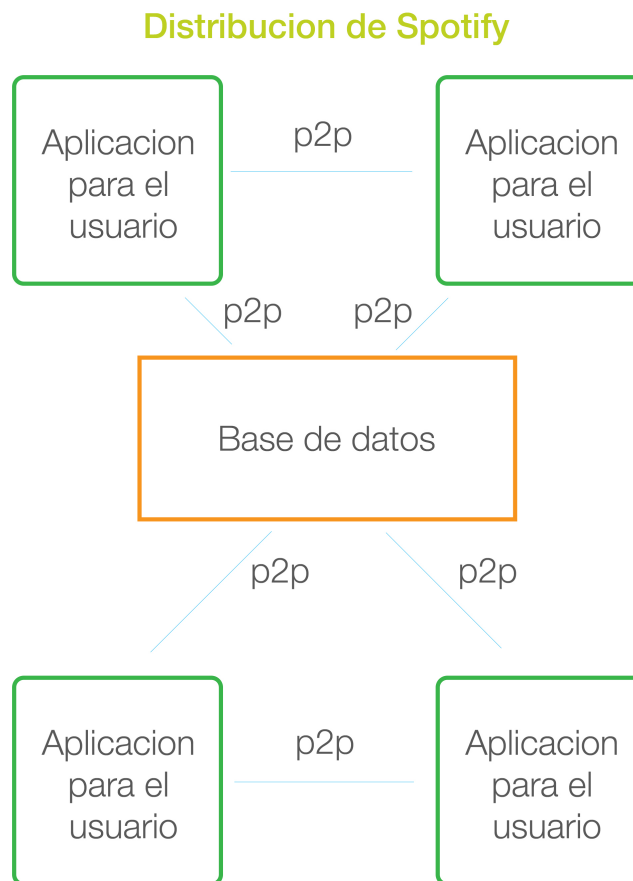 Distribucion de Spotify
Aplicacion
para el
usuario
p2p
Aplicacion
para el
usuario
p2p
p2p
Base de datos
p2p
p2p
Aplicacion
para el
usuario
p2p
Aplicacion
para el
usuario